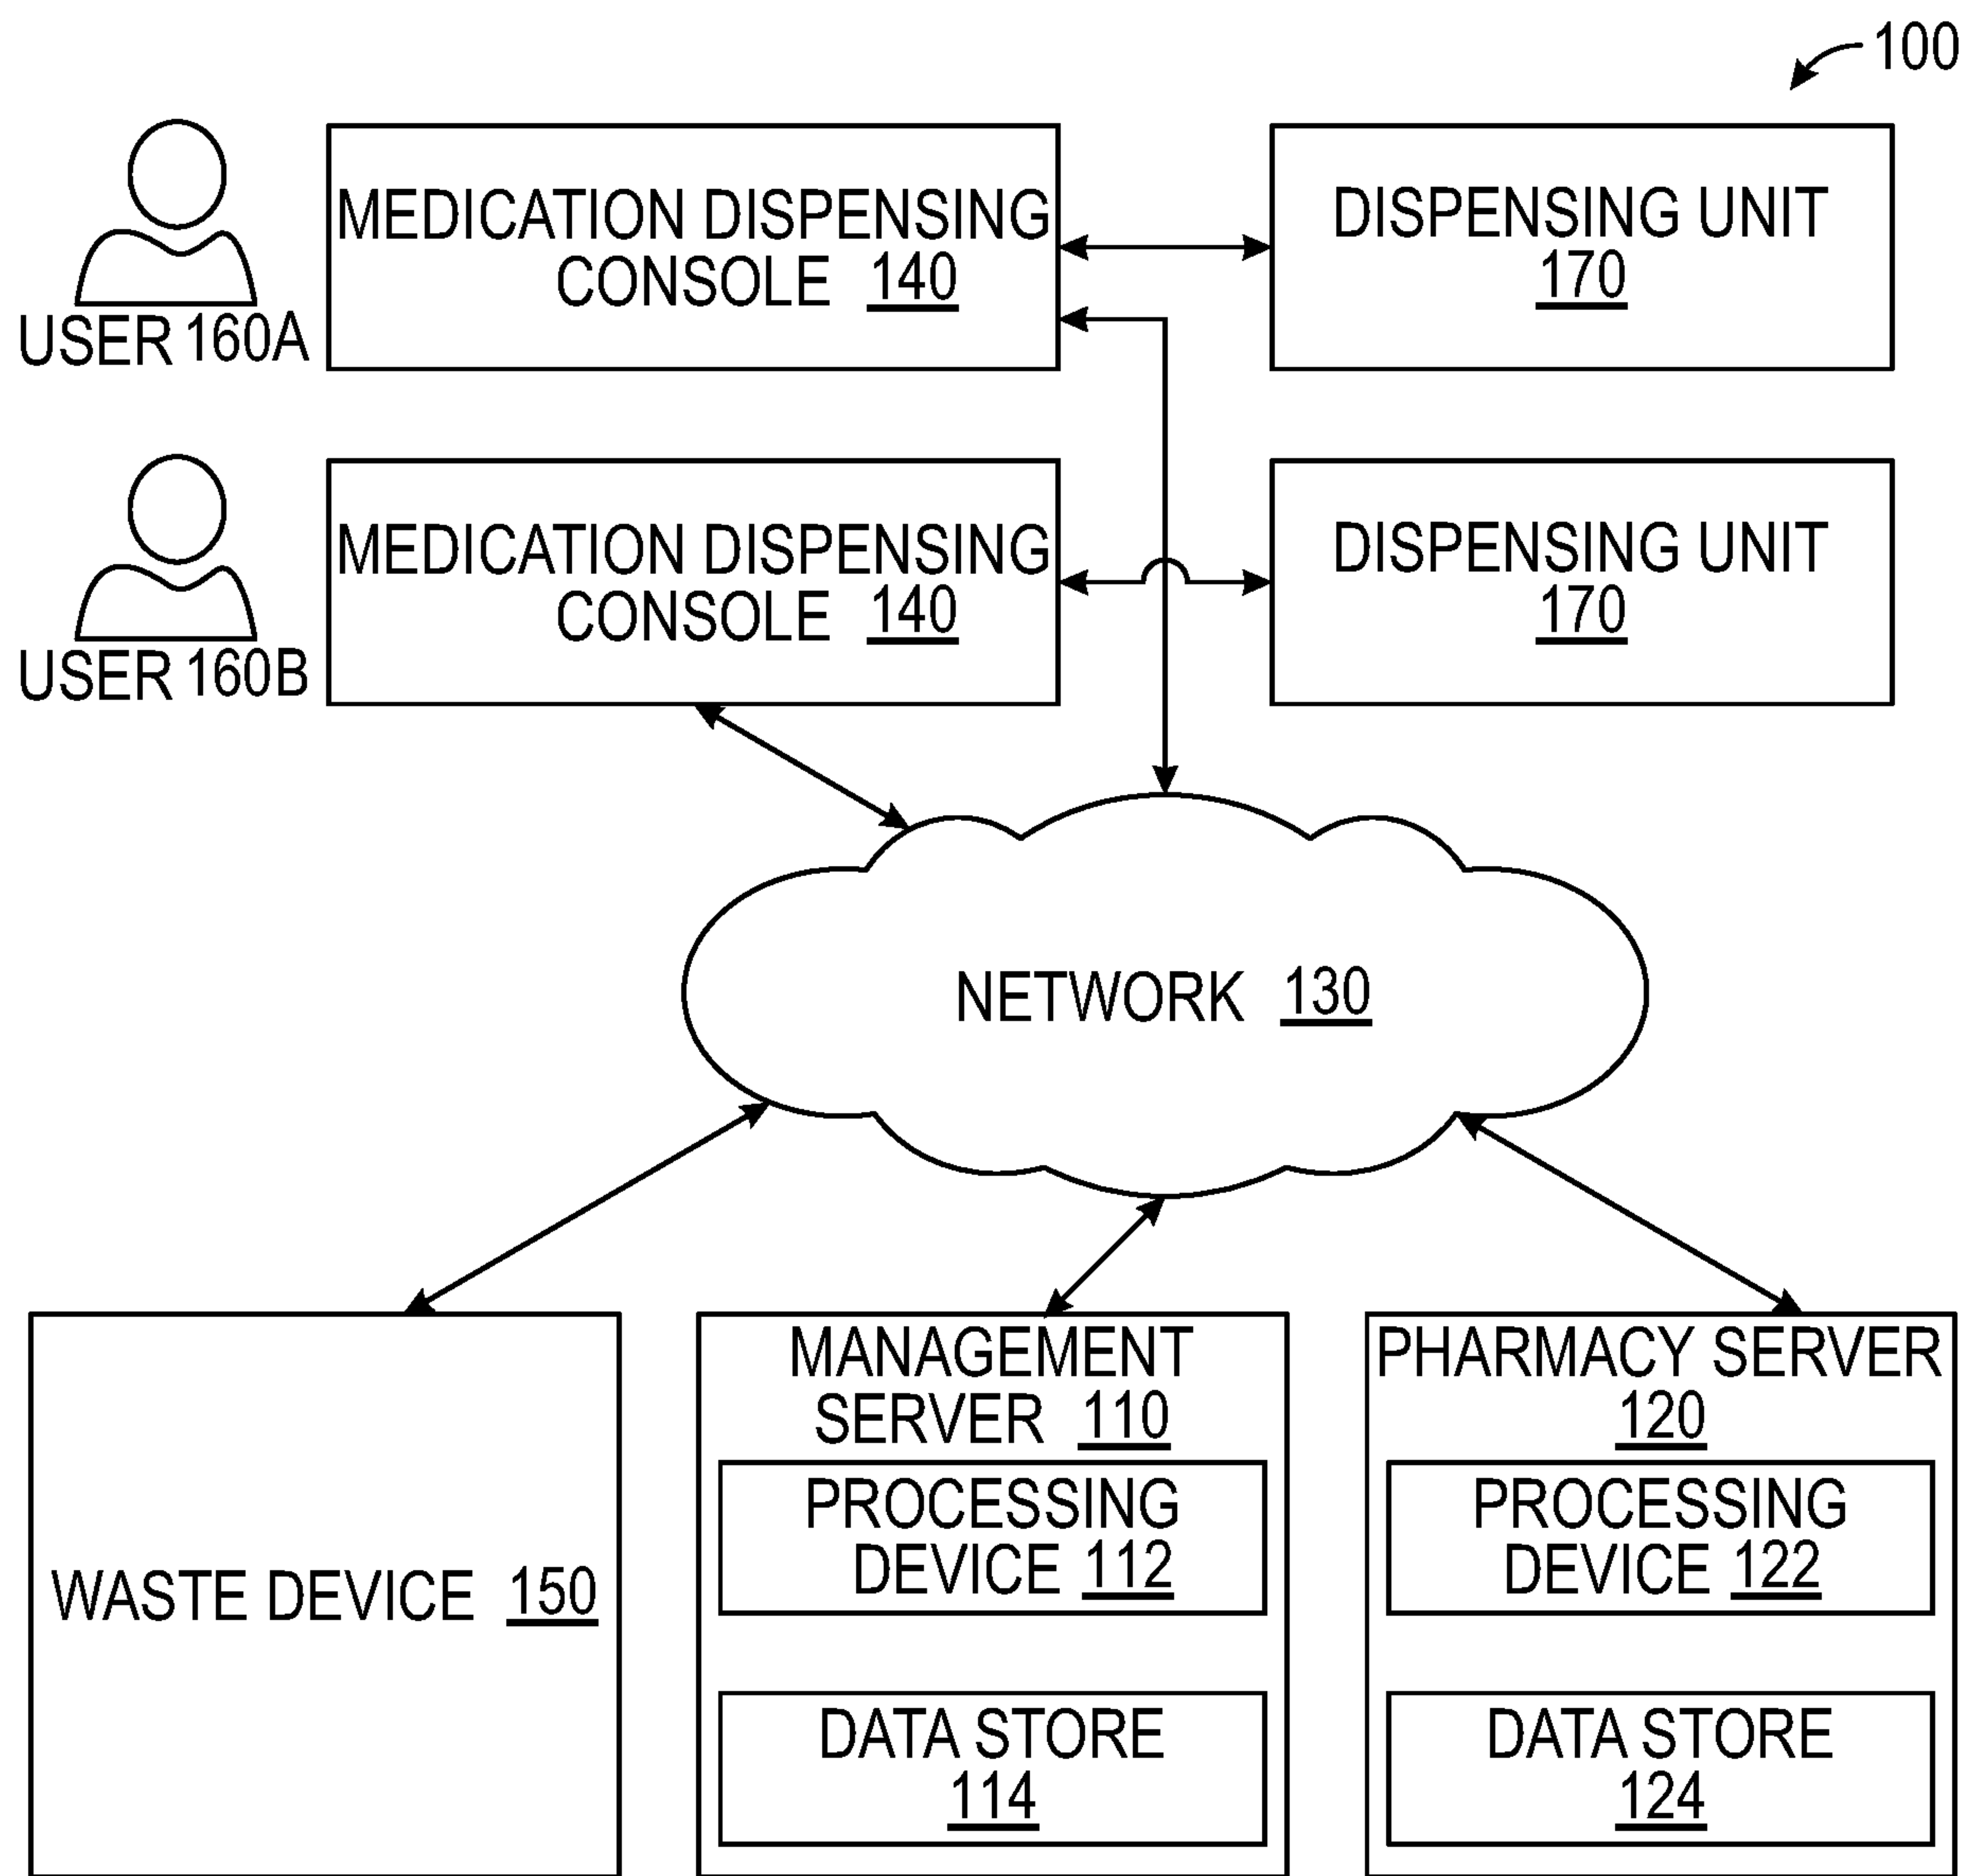 100
MEDICATION DISPENSING
CONSOLE 140
DISPENSING UNIT
170
USER 160A
MEDICATION DISPENSING
CONSOLE 140
DISPENSING UNIT
170
USER 160B
NETWORK 130
WASTE DEVICE 150
MANAGEMENT
SERVER 110
PROCESSING
DEVICE 112
DATA STORE
114
PHARMACY SERVER
120
PROCESSING
DEVICE 122
DATA STORE
124